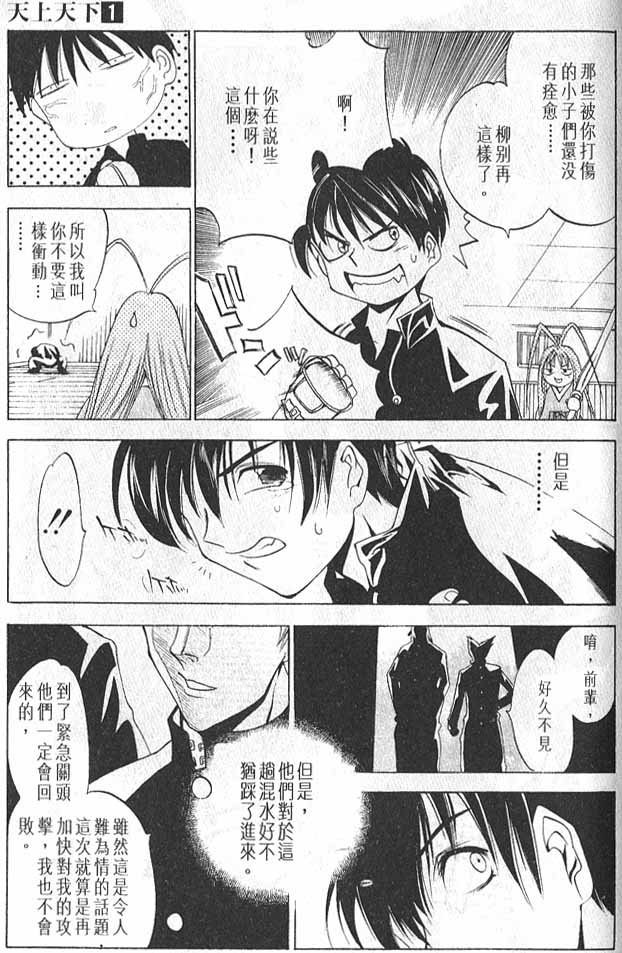 天上天下1
那些被你打傷
的小子們還没
有痊愈……
柳別再
這樣了。
啊！
你在説些
什麼呀！
這個……
所以我叫
你不要這
樣衝動…
……
但是
……
!!
唷，前輩，
好久不見
但是，
他們對於這
趟混水好不
猶踩了進來。
到了緊急關頭
他們一定會回
來的，
雖然這是令人
難為情的話題，
這次就算是再
加快對我的攻
擊，我也不會
敗。